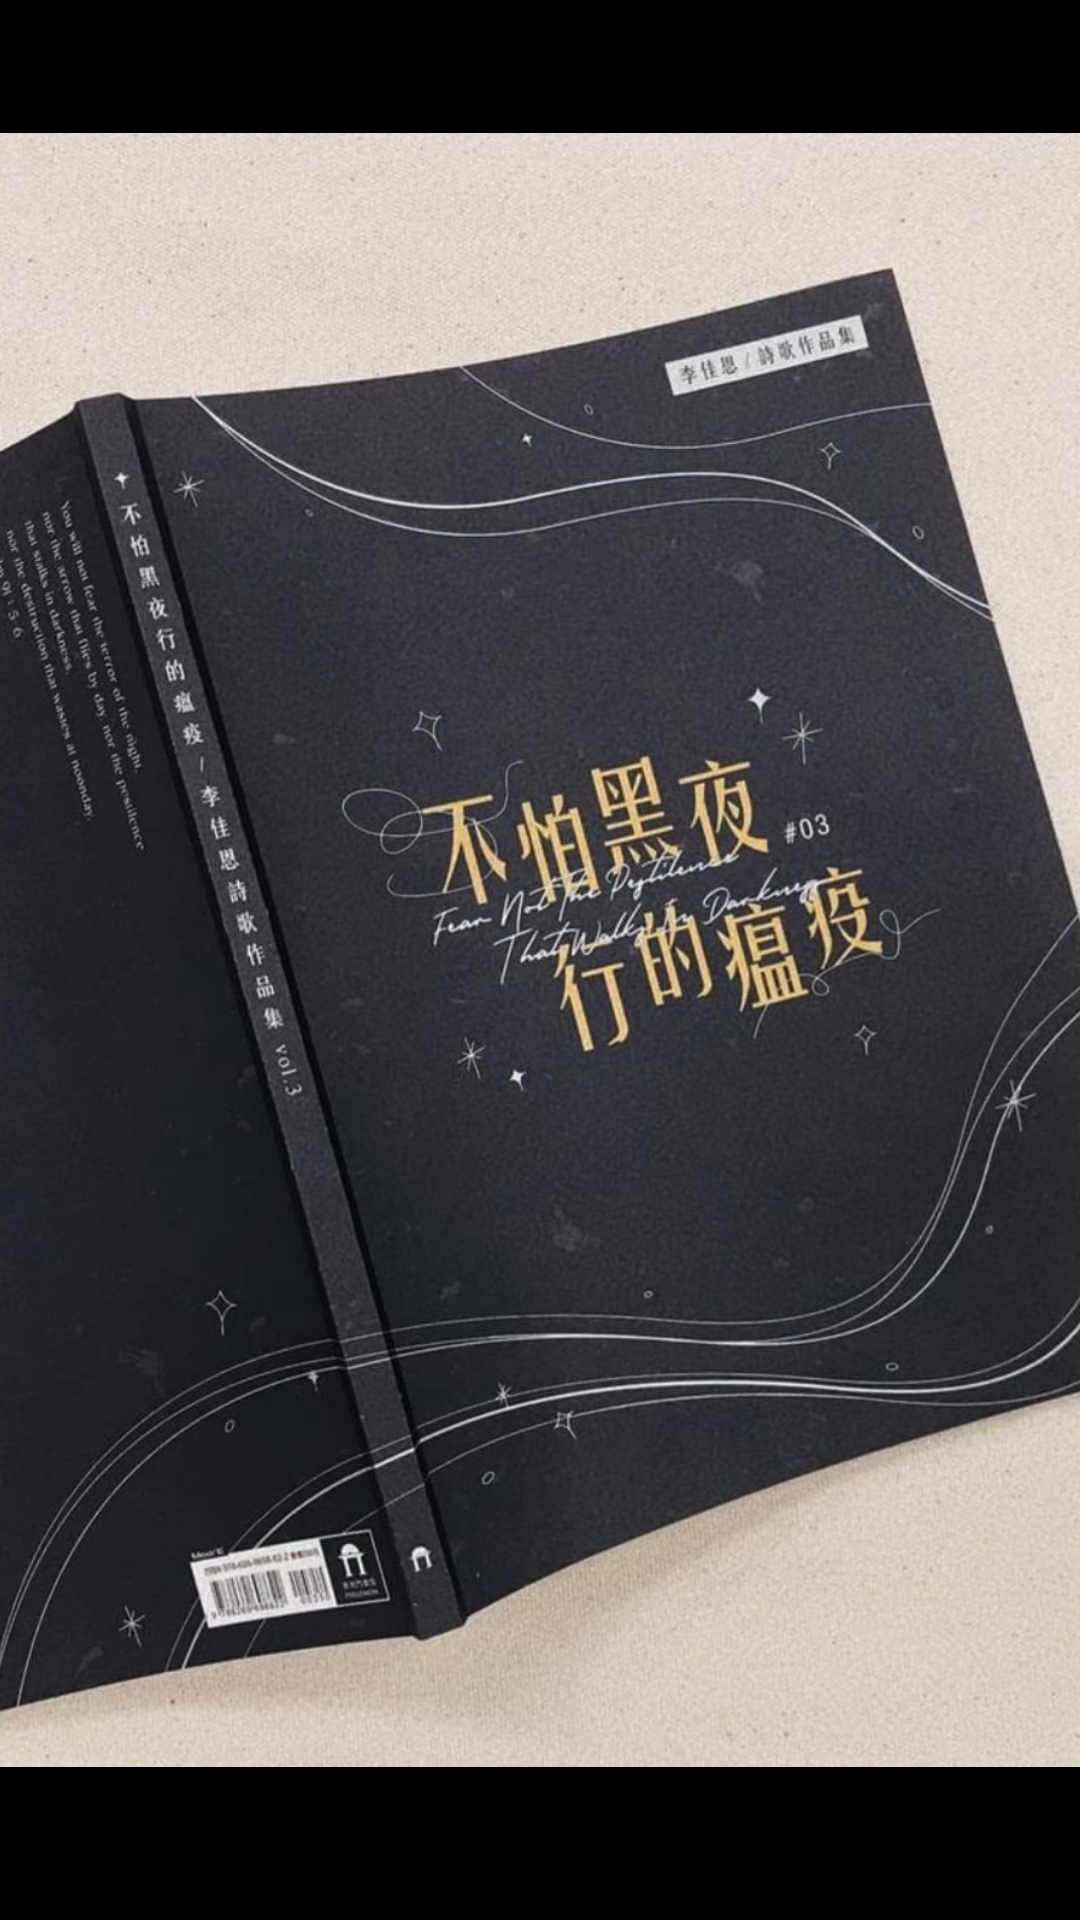 李佳恩/詩歌作品集
不怕黑夜
#03
Fear Not The Pestilence
That Walks In Darkness
行的瘟疫
不怕黑夜行的瘟疫/李佳恩詩歌作品集 vol.3
You will not fear the terror of the night,
nor the arrow that flies by day, nor the pestilence
that stalks in darkness,
nor the destruction that wastes at noonday.
91:5-6